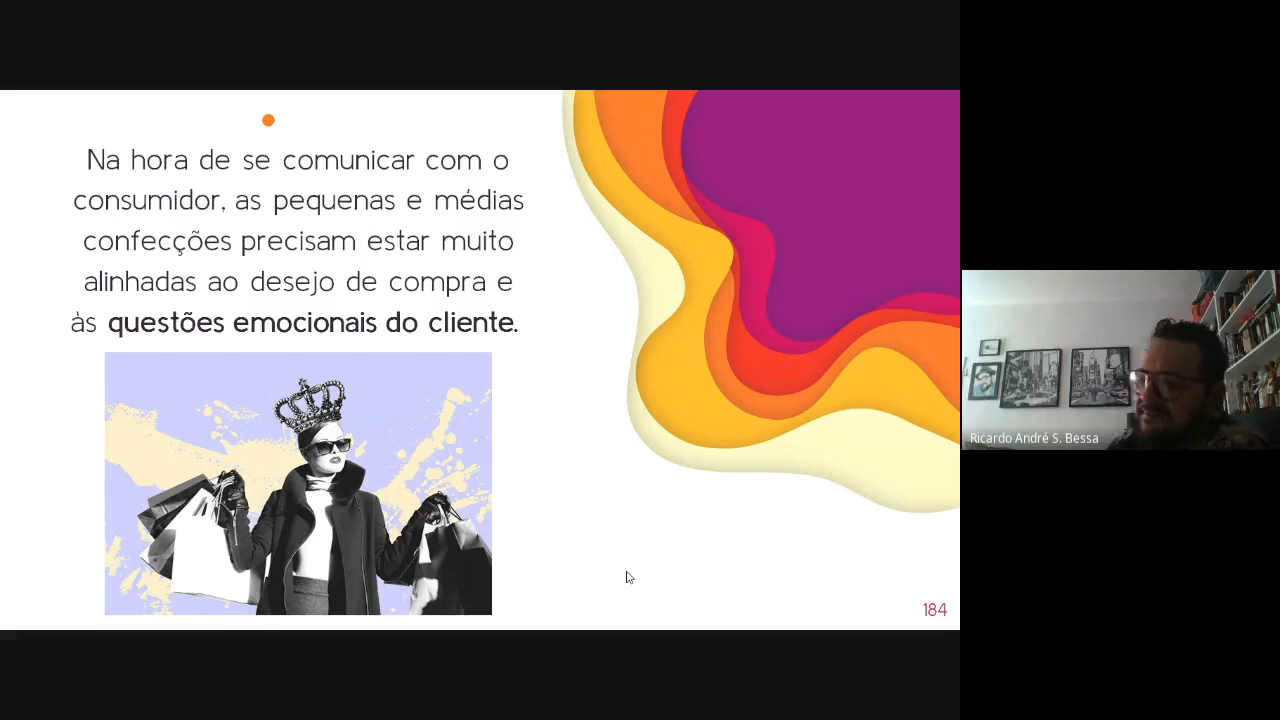 Na hora de se comunicar com o
consumidor, as pequenas e médias
confecções precisam estar muito
alinhadas ao desejo de compra e
às questões emocionais do cliente.
184
Ricardo André S. Bessa